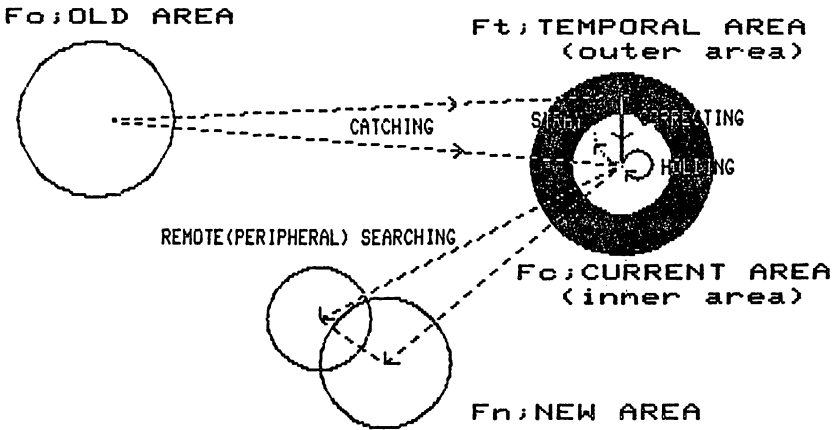 Fo;OLD AREA
Ft;TEMPORAL AREA
(outer area)
CATCHING
HOLDING
REMOTE(PERIPHERAL) SEARCHING
Fc;CURRENT AREA
(inner area)
Fn;NEW AREA